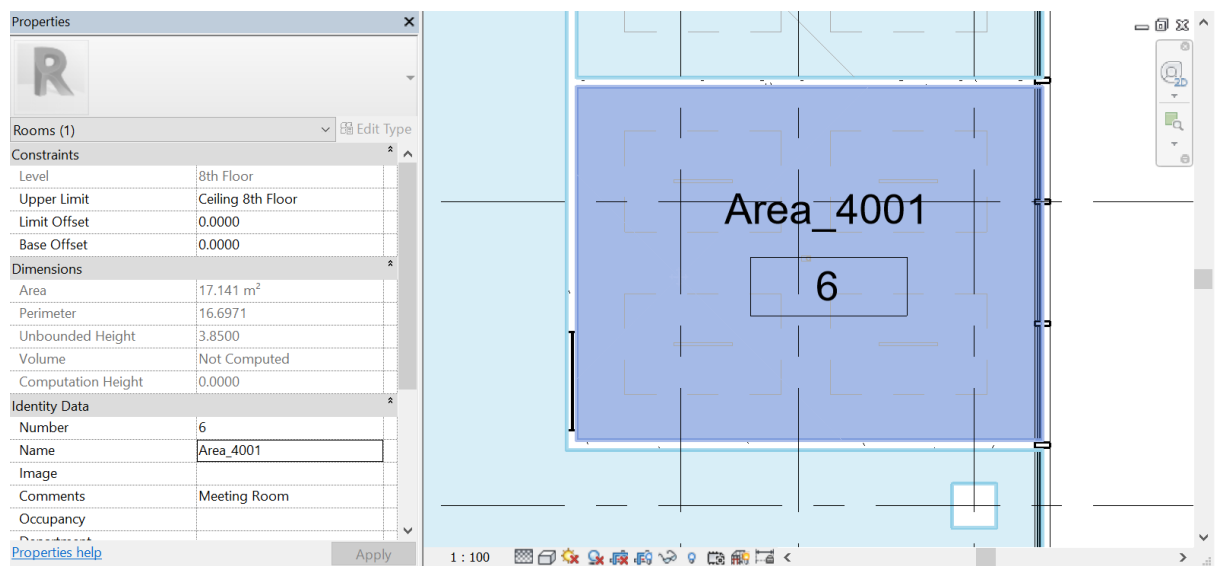 Properties
R
Rooms (1)
Edit Type
Constraints
Level 8th Floor
Upper Limit Ceiling 8th Floor
Limit Offset 0.0000
Base Offset 0.0000
Dimensions
Area 17.141 m²
Perimeter 16.6971
Unbounded Height 3.8500
Volume Not Computed
Computation Height 0.0000
Identity Data
Number 6
Name Area_4001
Image
Comments Meeting Room
Occupancy
Properties help
Apply
Area_4001
6
2D
1 : 100